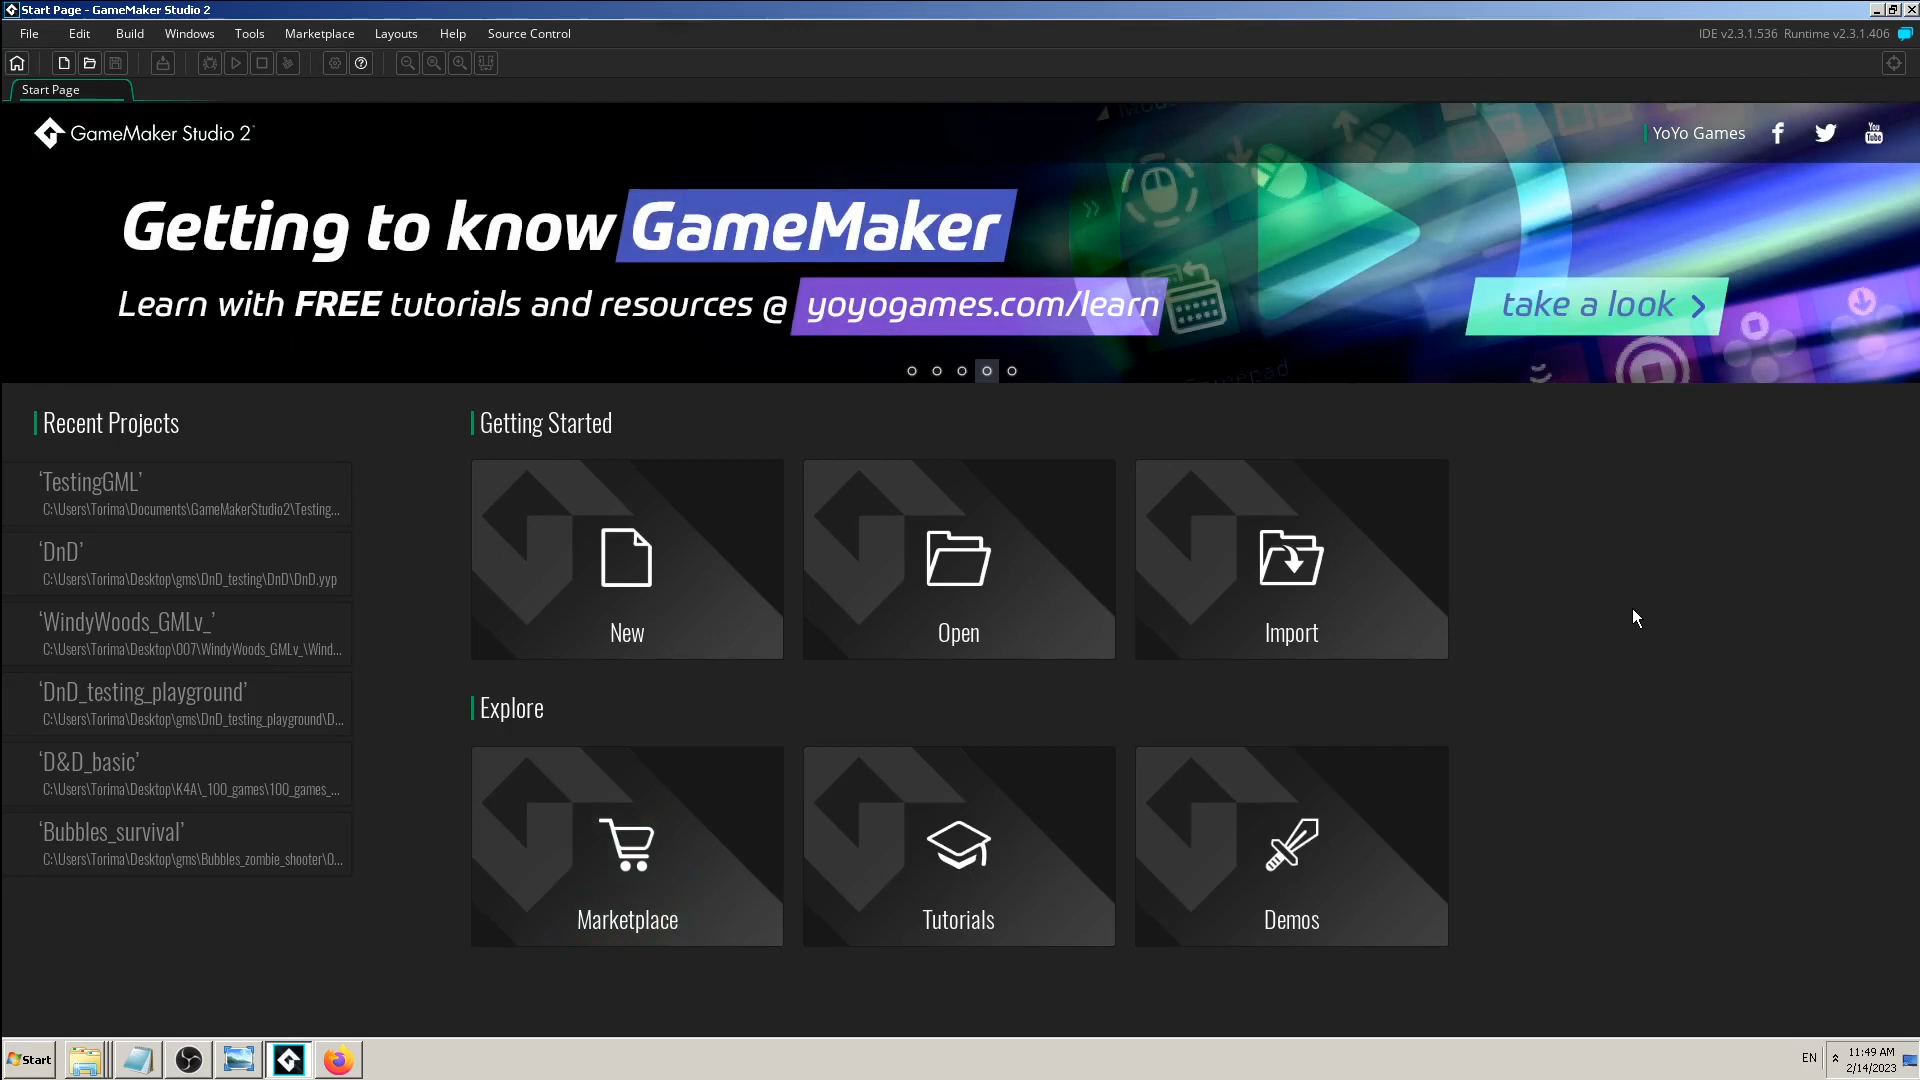 Start Page - GameMaker Studio 2
File Edit Build Windows Tools Marketplace Layouts Help Source Control
IDE v2.3.1.536 Runtime v2.3.1.406
Start Page
GameMaker Studio 2
YoYo Games
You Tube
Getting to know GameMaker
Learn with FREE tutorials and resources @ yoyogames.com/learn
take a look >
Recent Projects
‘TestingGML’
C:\Users\Torima\Documents\GameMakerStudio2\Testing...
‘DnD’
C:\Users\Torima\Desktop\gms\DnD_testing\DnD\DnD.yyp
‘WindyWoods_GMLv_’
C:\Users\Torima\Desktop\007\WindyWoods_GMLv_\Wind...
‘DnD_testing_playground’
C:\Users\Torima\Desktop\gms\DnD_testing_playground\D...
‘D&D_basic’
C:\Users\Torima\Desktop\K4A\_100_games\100_games_...
‘Bubbles_survival’
C:\Users\Torima\Desktop\gms\Bubbles_zombie_shooter\0...
Getting Started
New
Open
Import
Explore
Marketplace
Tutorials
Demos
Start
EN
11:49 AM
2/14/2023